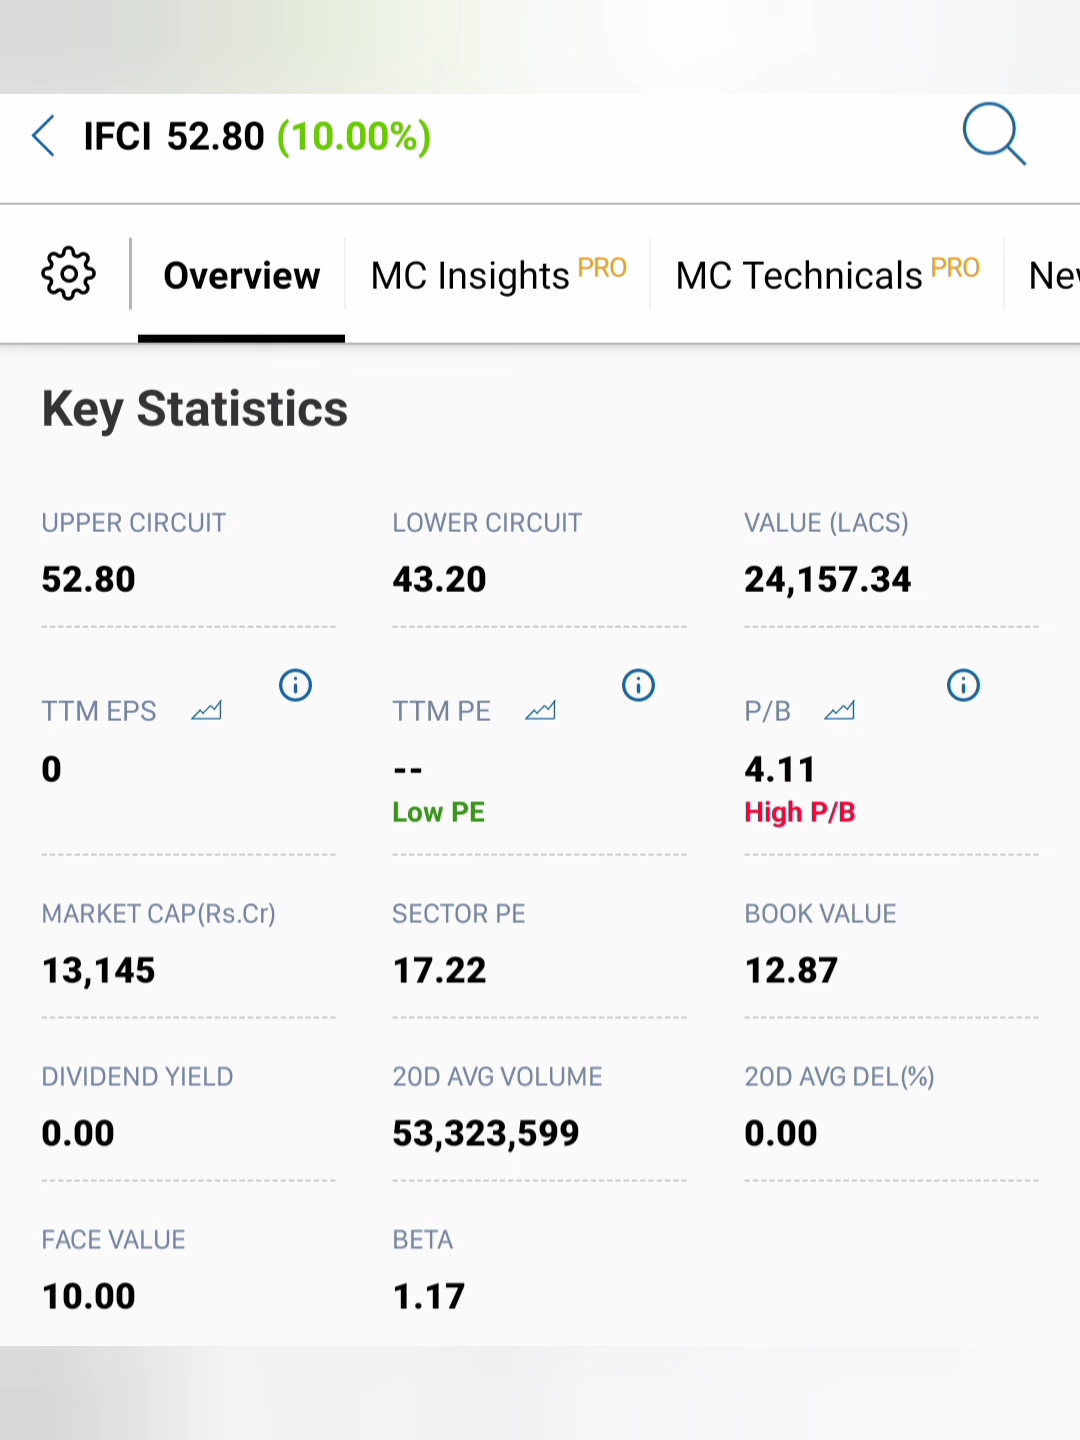 IFCI 52.80 (10.00%)
Overview MC Insights PRO MC Technicals PRO
Key Statistics
UPPER CIRCUIT LOWER CIRCUIT VALUE (LACS)
52.80 43.20 24,157.34
TTM EPS TTM PE P/B
0 -- 4.11
Low PE High P/B
MARKET CAP(Rs.Cr) SECTOR PE BOOK VALUE
13,145 17.22 12.87
DIVIDEND YIELD 20D AVG VOLUME 20D AVG DEL(%)
0.00 53,323,599 0.00
FACE VALUE BETA
10.00 1.17